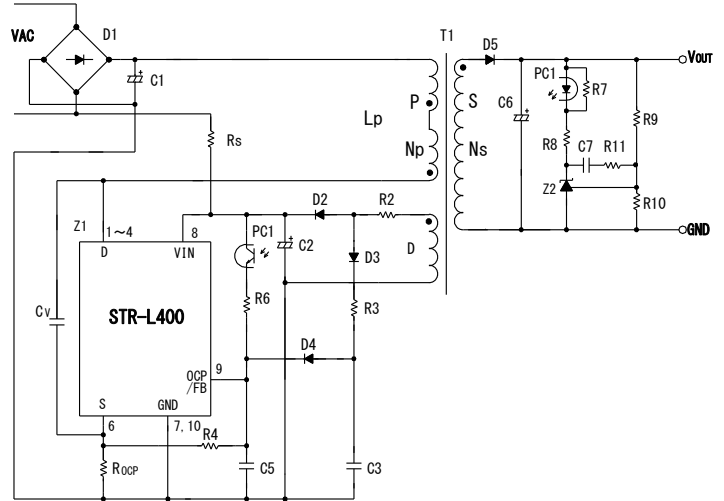 VAC
D1
C1
T1
D5
VOUT
PC1
R7
P
S
C6
Lp
R9
Rs
Np
Ns
R8
C7
R11
Z2
R10
D2
R2
GND
Z1
1～4
8
PC1
C2
D
D
VIN
D3
CV
STR-L400
R6
R3
D4
OCP
/FB
9
S
GND
6
7, 10
R4
ROCP
C5
C3